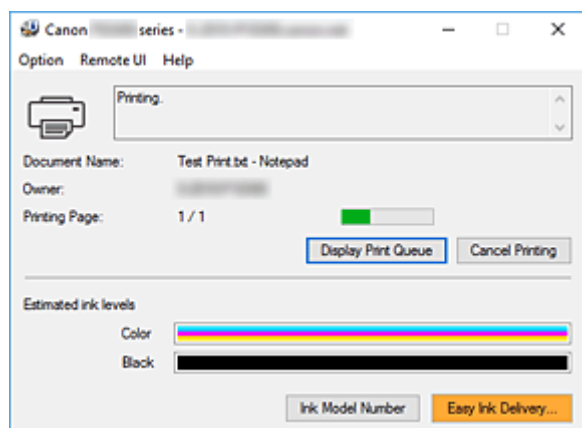 Canon series -
Option Remote UI Help
Printing.
Document Name: Test Print.txt - Notepad
Owner:
Printing Page: 1 / 1
Display Print Queue Cancel Printing
Estimated ink levels
Color
Black
Ink Model Number Easy Ink Delivery...